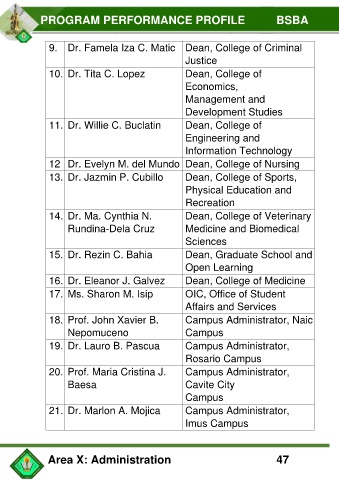 PROGRAM PERFORMANCE PROFILE BSBA
9. Dr. Famela Iza C. Matic Dean, College of Criminal
Justice
10. Dr. Tita C. Lopez Dean, College of
Economics,
Management and
Development Studies
11. Dr. Willie C. Buclatin Dean, College of
Engineering and
Information Technology
12 Dr. Evelyn M. del Mundo Dean, College of Nursing
13. Dr. Jazmin P. Cubillo Dean, College of Sports,
Physical Education and
Recreation
14. Dr. Ma. Cynthia N. Dean, College of Veterinary
Rundina-Dela Cruz Medicine and Biomedical
Sciences
15. Dr. Rezin C. Bahia Dean, Graduate School and
Open Learning
16. Dr. Eleanor J. Galvez Dean, College of Medicine
17. Ms. Sharon M. Isip OIC, Office of Student
Affairs and Services
18. Prof. John Xavier B. Campus Administrator, Naic
Nepomuceno Campus
19. Dr. Lauro B. Pascua Campus Administrator,
Rosario Campus
20. Prof. Maria Cristina J. Campus Administrator,
Baesa Cavite City
Campus
21. Dr. Marlon A. Mojica Campus Administrator,
Imus Campus
Area X: Administration 47